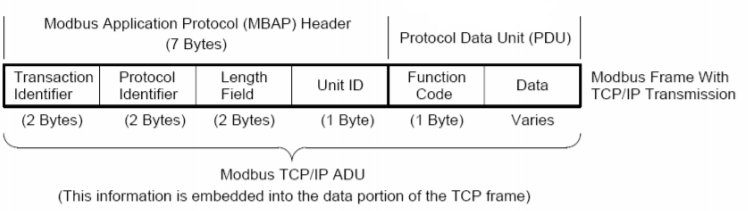 Modbus Application Protocol (MBAP) Header
(7 Bytes)
Protocol Data Unit (PDU)
Transaction Identifier
Protocol Identifier
Length Field
Unit ID
Function Code
Data
Modbus Frame With
TCP/IP Transmission
(2 Bytes) (2 Bytes) (2 Bytes) (1 Byte) (1 Byte) Varies
Modbus TCP/IP ADU
(This information is embedded into the data portion of the TCP frame)